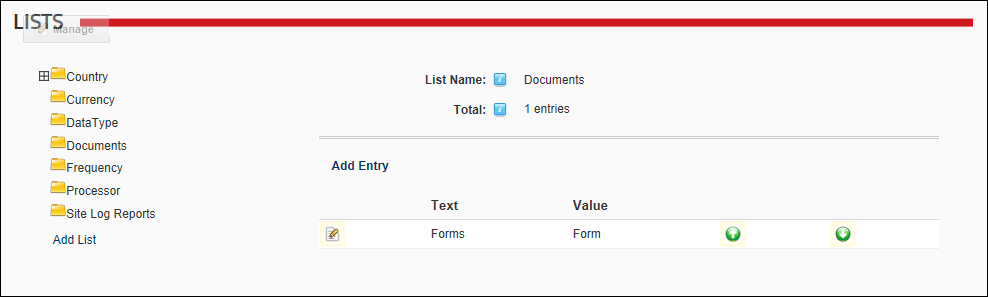 LISTS
Manage
Country
Currency
DataType
Documents
Frequency
Processor
Site Log Reports
Add List
List Name: Documents
Total: 1 entries
Add Entry
Text Value
Forms Form